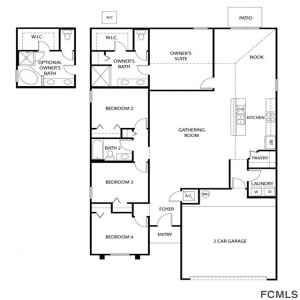 A/C
PATIO
W.I.C.
OPTIONAL
OWNER'S
BATH
W.I.C.
OWNER'S
BATH
OWNER'S
SUITE
NOOK
BEDROOM 2
KITCHEN
GATHERING
ROOM
BATH 2
PANTRY
BEDROOM 3
LAUNDRY
A/C
W
D
FOYER
ENTRY
BEDROOM 4
2 CAR GARAGE
FCMLS